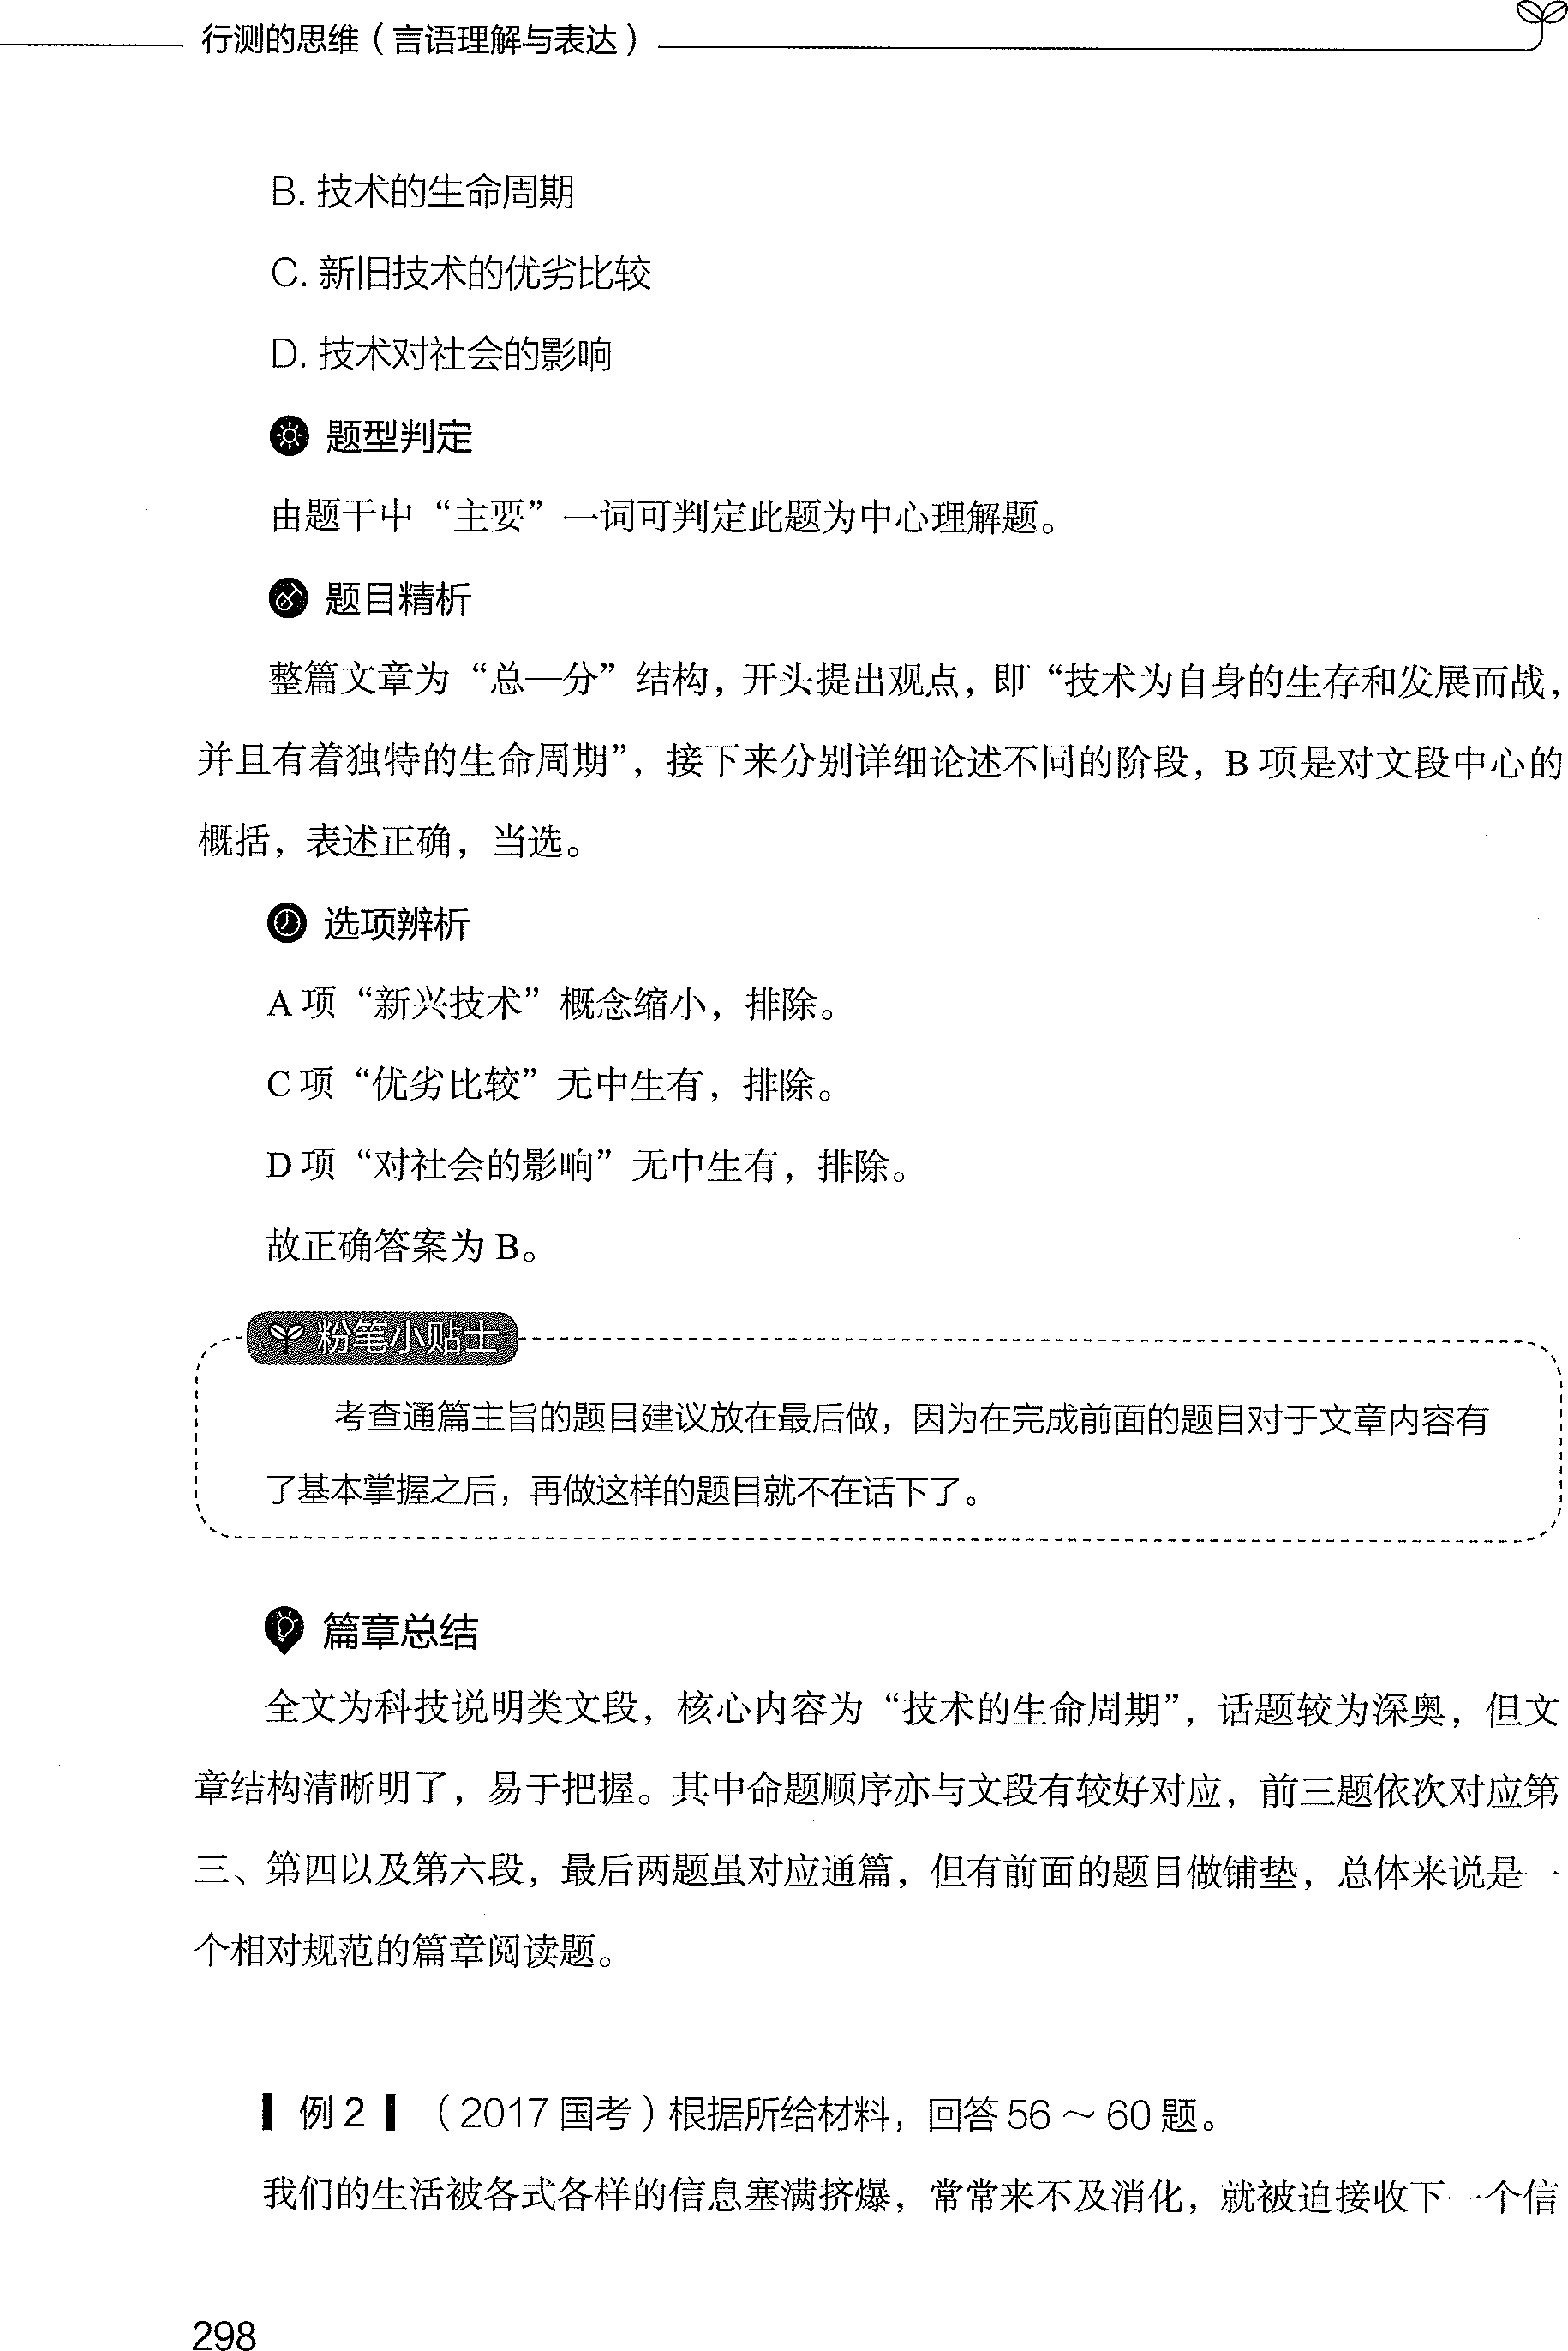 行测的思维（言语理解与表达）
B. 技术的生命周期
C. 新旧技术的优劣比较
D. 技术对社会的影响
题型判定
由题干中“主要”一词可判定此题为中心理解题。
题目精析
整篇文章为“总—分”结构，开头提出观点，即“技术为自身的生存和发展而战，
并且有着独特的生命周期”，接下来分别详细论述不同的阶段，B 项是对文段中心的
概括，表述正确，当选。
选项辨析
A 项“新兴技术”概念缩小，排除。
C 项“优劣比较”无中生有，排除。
D 项“对社会的影响”无中生有，排除。
故正确答案为 B。
粉笔小贴士
考查通篇主旨的题目建议放在最后做，因为在完成前面的题目对于文章内容有
了基本掌握之后，再做这样的题目就不在话下了。
篇章总结
全文为科技说明类文段，核心内容为“技术的生命周期”，话题较为深奥，但文
章结构清晰明了，易于把握。其中命题顺序亦与文段有较好对应，前三题依次对应第
三、第四以及第六段，最后两题虽对应通篇，但有前面的题目做铺垫，总体来说是一
个相对规范的篇章阅读题。
例 2 （2017 国考）根据所给材料，回答 56 ～ 60 题。
我们的生活被各式各样的信息塞满挤爆，常常来不及消化，就被迫接收下一个信
298